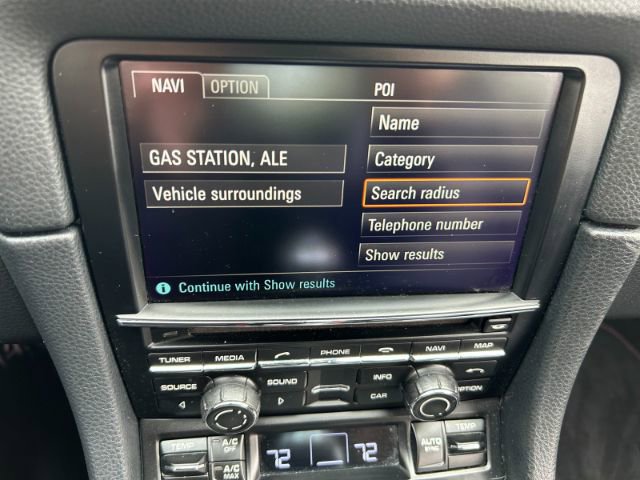 NAVI OPTION POI
Name
GAS STATION, ALE Category
Vehicle surroundings Search radius
Telephone number
Show results
Continue with Show results
TUNER MEDIA PHONE NAVI MAP
SOURCE SOUND INFO
CAR OPTION
TEMP A/C OFF 72 72 AUTO SYNC TEMP
A/C MAX